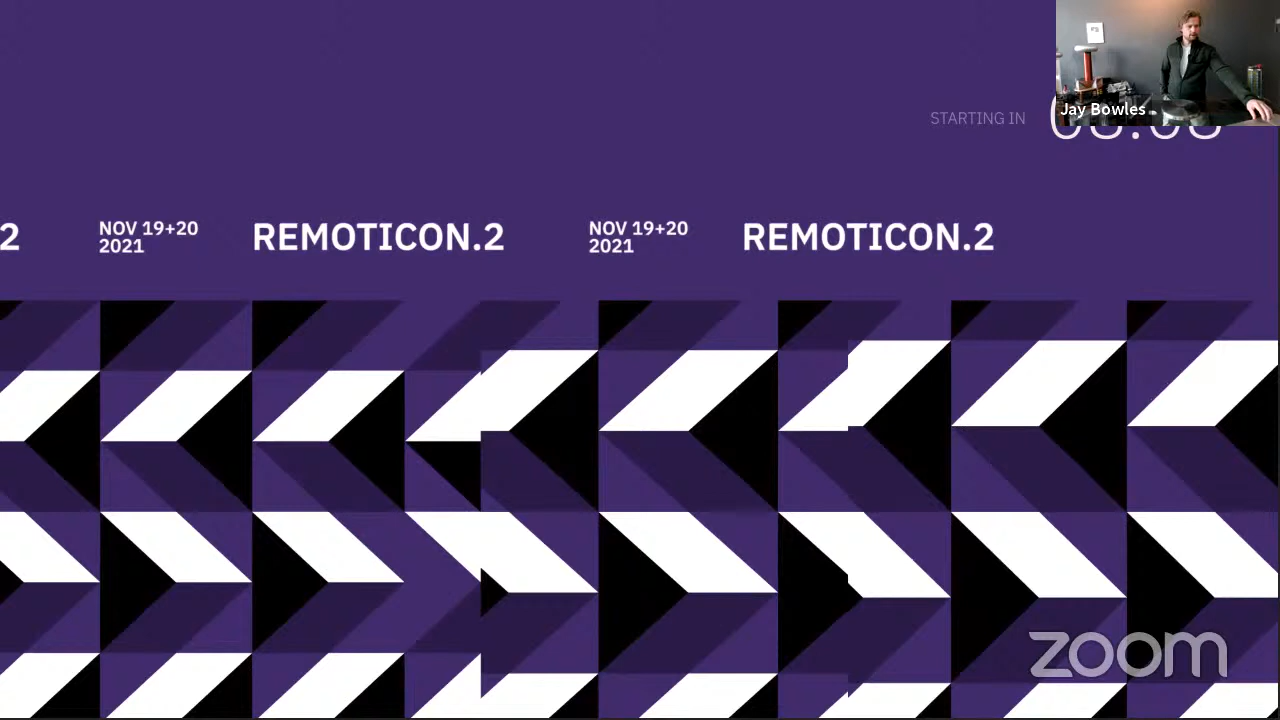 Jay Bowles
STARTING IN
2
NOV 19+20
2021
REMOTICON.2
NOV 19+20
2021
REMOTICON.2
zoom